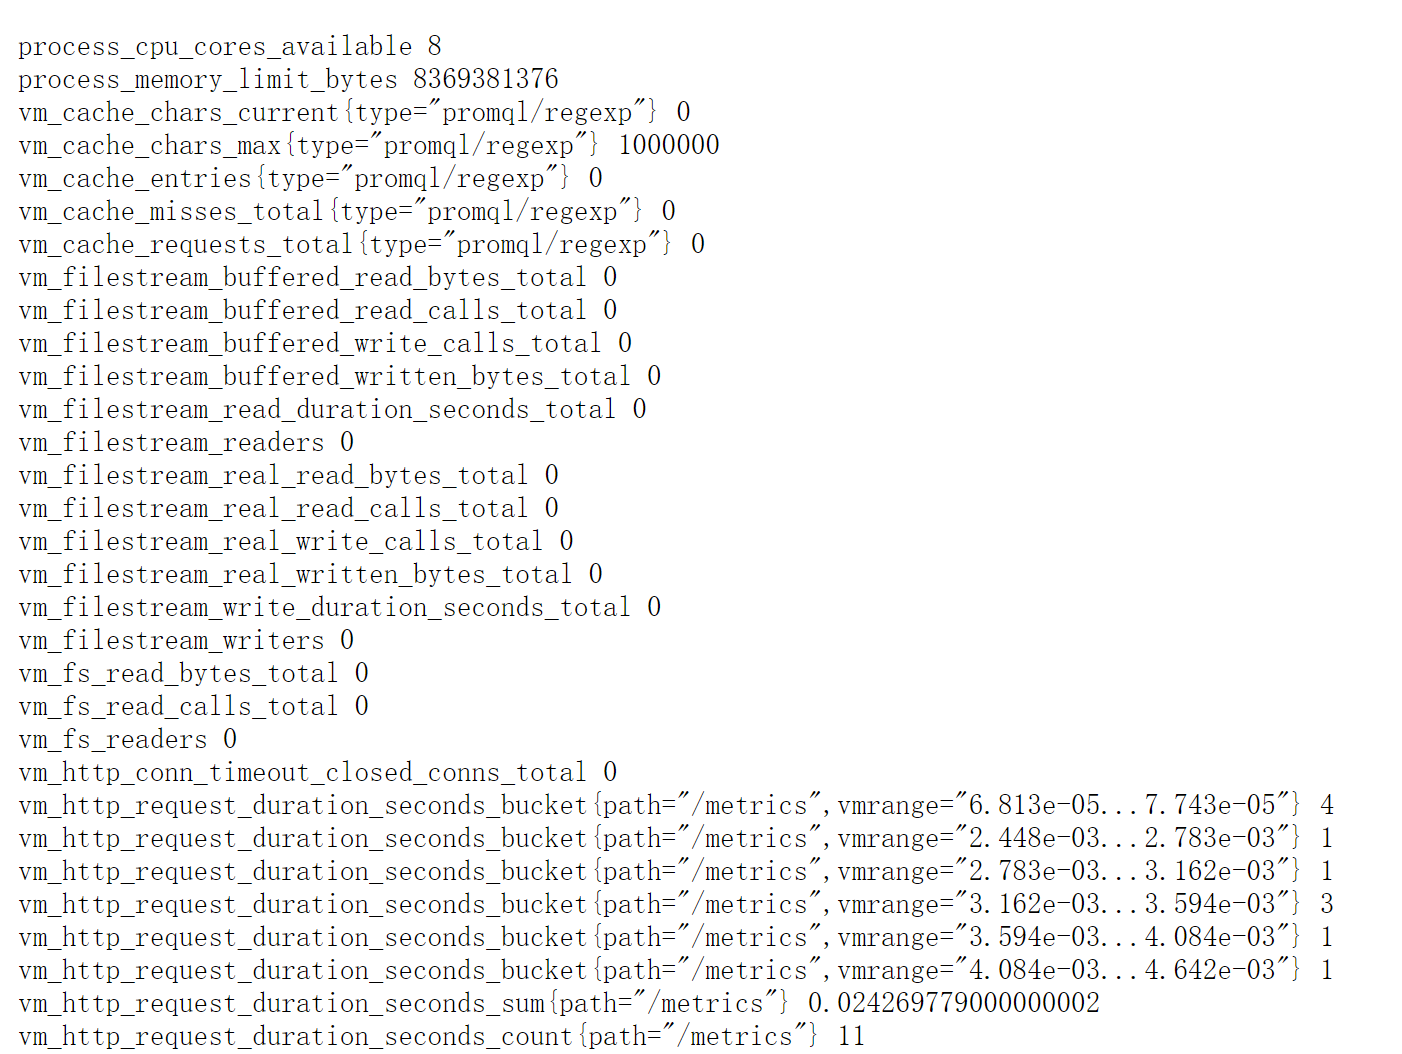 process_cpu_cores_available 8
process_memory_limit_bytes 8369381376
vm_cache_chars_current{type="promql/regexp"} 0
vm_cache_chars_max{type="promql/regexp"} 1000000
vm_cache_entries{type="promql/regexp"} 0
vm_cache_misses_total{type="promql/regexp"} 0
vm_cache_requests_total{type="promql/regexp"} 0
vm_filestream_buffered_read_bytes_total 0
vm_filestream_buffered_read_calls_total 0
vm_filestream_buffered_write_calls_total 0
vm_filestream_buffered_written_bytes_total 0
vm_filestream_read_duration_seconds_total 0
vm_filestream_readers 0
vm_filestream_real_read_bytes_total 0
vm_filestream_real_read_calls_total 0
vm_filestream_real_write_calls_total 0
vm_filestream_real_written_bytes_total 0
vm_filestream_write_duration_seconds_total 0
vm_filestream_writers 0
vm_fs_read_bytes_total 0
vm_fs_read_calls_total 0
vm_fs_readers 0
vm_http_conn_timeout_closed_conns_total 0
vm_http_request_duration_seconds_bucket{path="/metrics",vmrange="6.813e-05...7.743e-05"} 4
vm_http_request_duration_seconds_bucket{path="/metrics",vmrange="2.448e-03...2.783e-03"} 1
vm_http_request_duration_seconds_bucket{path="/metrics",vmrange="2.783e-03...3.162e-03"} 1
vm_http_request_duration_seconds_bucket{path="/metrics",vmrange="3.162e-03...3.594e-03"} 3
vm_http_request_duration_seconds_bucket{path="/metrics",vmrange="3.594e-03...4.084e-03"} 1
vm_http_request_duration_seconds_bucket{path="/metrics",vmrange="4.084e-03...4.642e-03"} 1
vm_http_request_duration_seconds_sum{path="/metrics"} 0.024269779000000002
vm_http_request_duration_seconds_count{path="/metrics"} 11